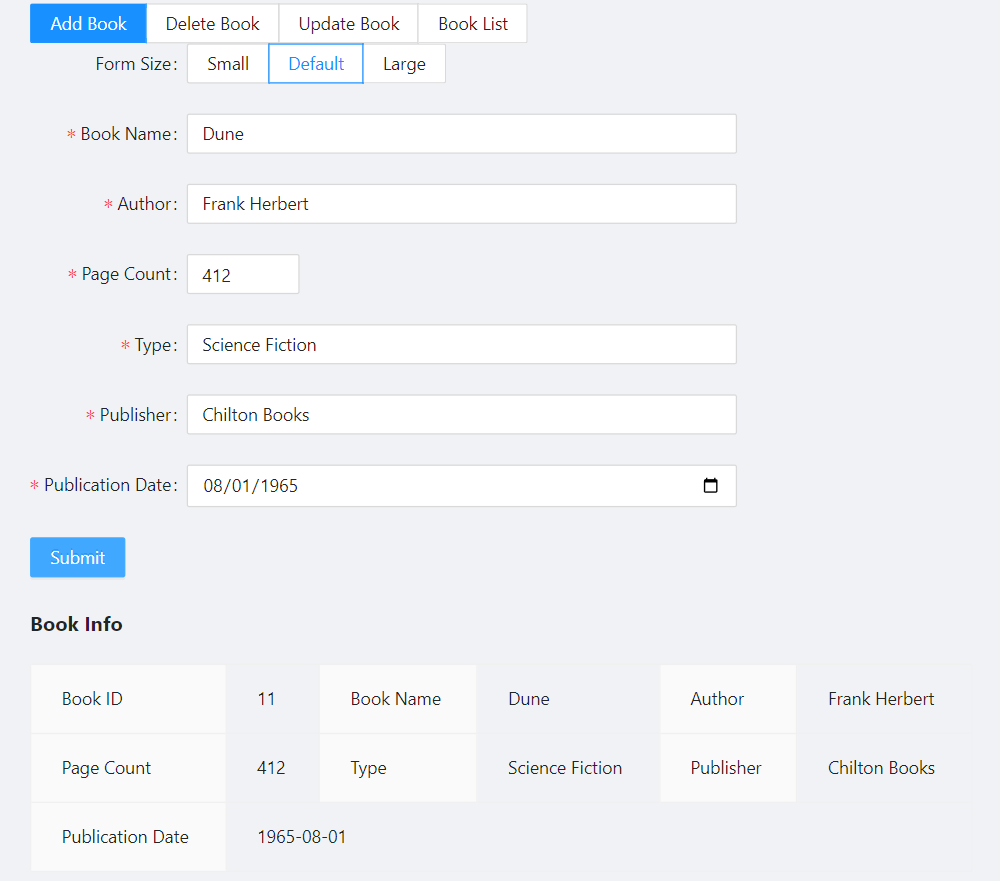 Add Book Delete Book Update Book Book List
Form Size: Small Default Large
* Book Name: Dune
* Author: Frank Herbert
* Page Count: 412
* Type: Science Fiction
* Publisher: Chilton Books
* Publication Date: 08/01/1965
Submit
Book Info
Book ID 11 Book Name Dune Author Frank Herbert
Page Count 412 Type Science Fiction Publisher Chilton Books
Publication Date 1965-08-01